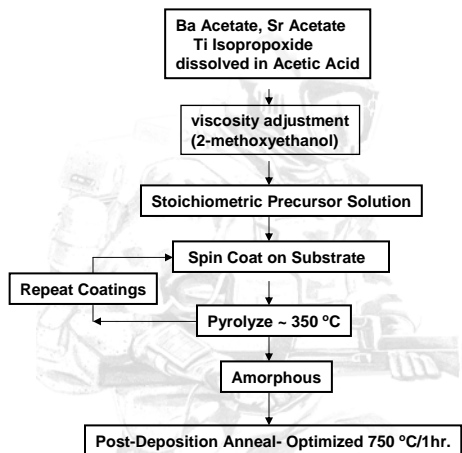 Ba Acetate, Sr Acetate
Ti Isopropoxide
dissolved in Acetic Acid
viscosity adjustment
(2-methoxyethanol)
Stoichiometric Precursor Solution
Spin Coat on Substrate
Repeat Coatings
Pyrolyze ~ 350 ºC
Amorphous
Post-Deposition Anneal- Optimized 750 ºC/1hr.